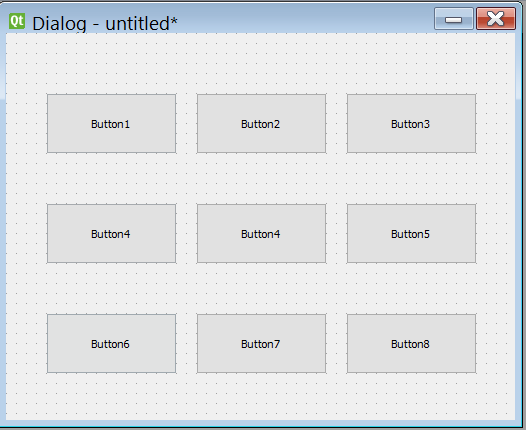 Qt Dialog - untitled*
Button1 Button2 Button3
Button4 Button4 Button5
Button6 Button7 Button8